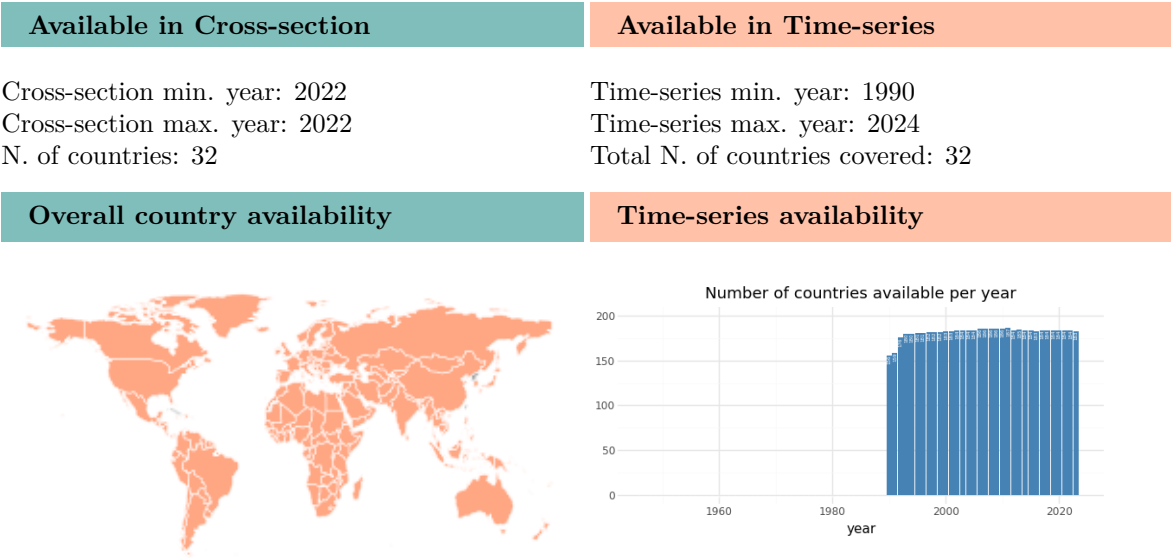 Available in Cross-section
Available in Time-series
Cross-section min. year: 2022
Cross-section max. year: 2022
N. of countries: 32
Time-series min. year: 1990
Time-series max. year: 2024
Total N. of countries covered: 32
Overall country availability
Time-series availability
Number of countries available per year
200
150
100
50
0
1960
1980
2000
2020
year